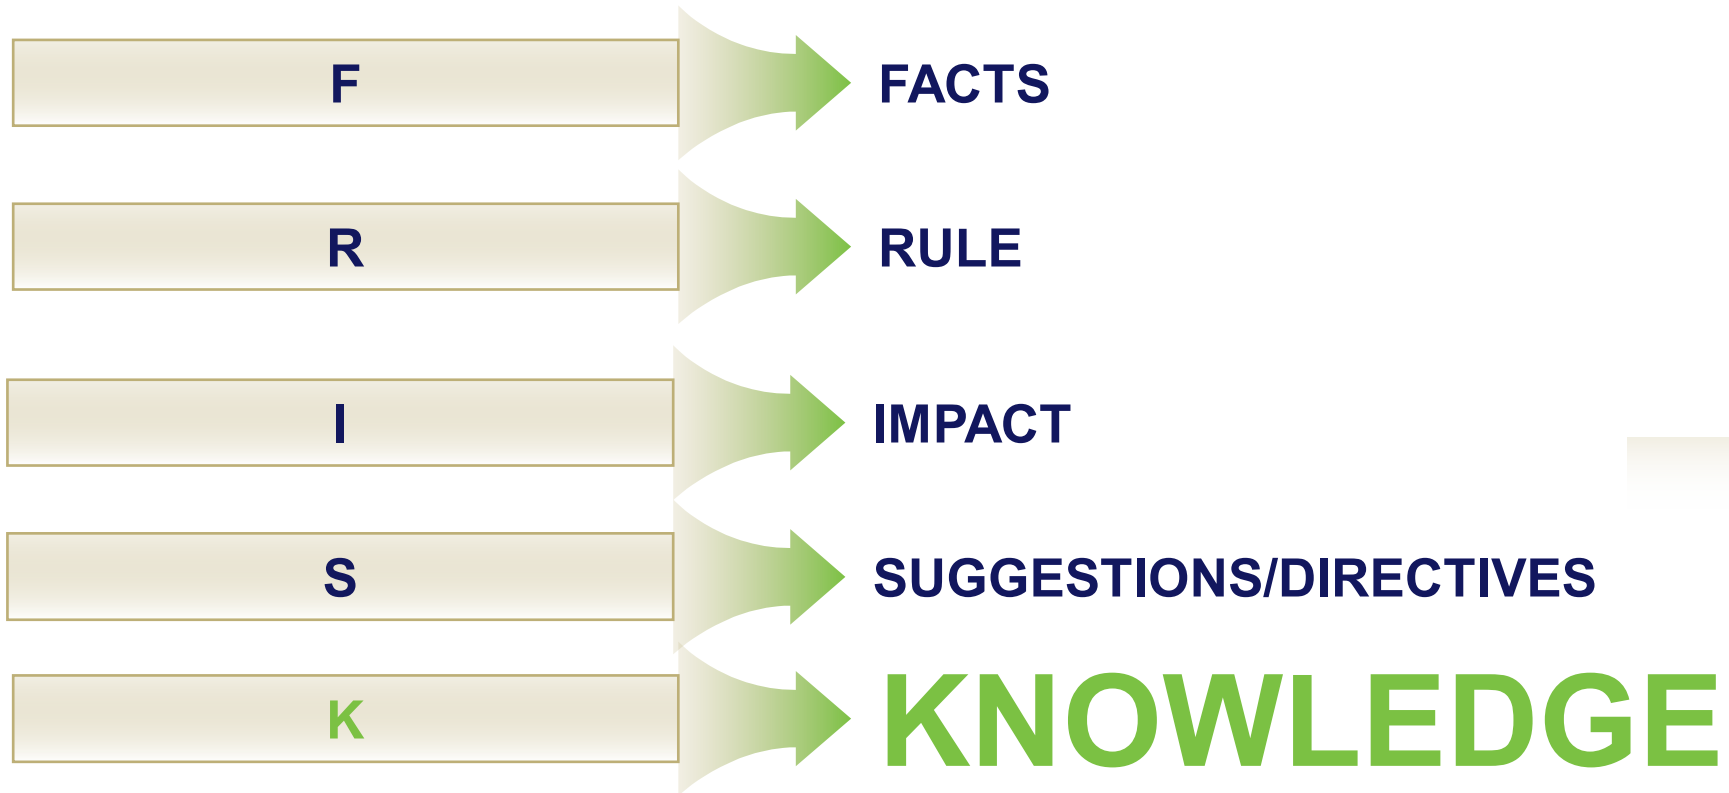 F FACTS
R RULE
I IMPACT
S SUGGESTIONS/DIRECTIVES
K KNOWLEDGE